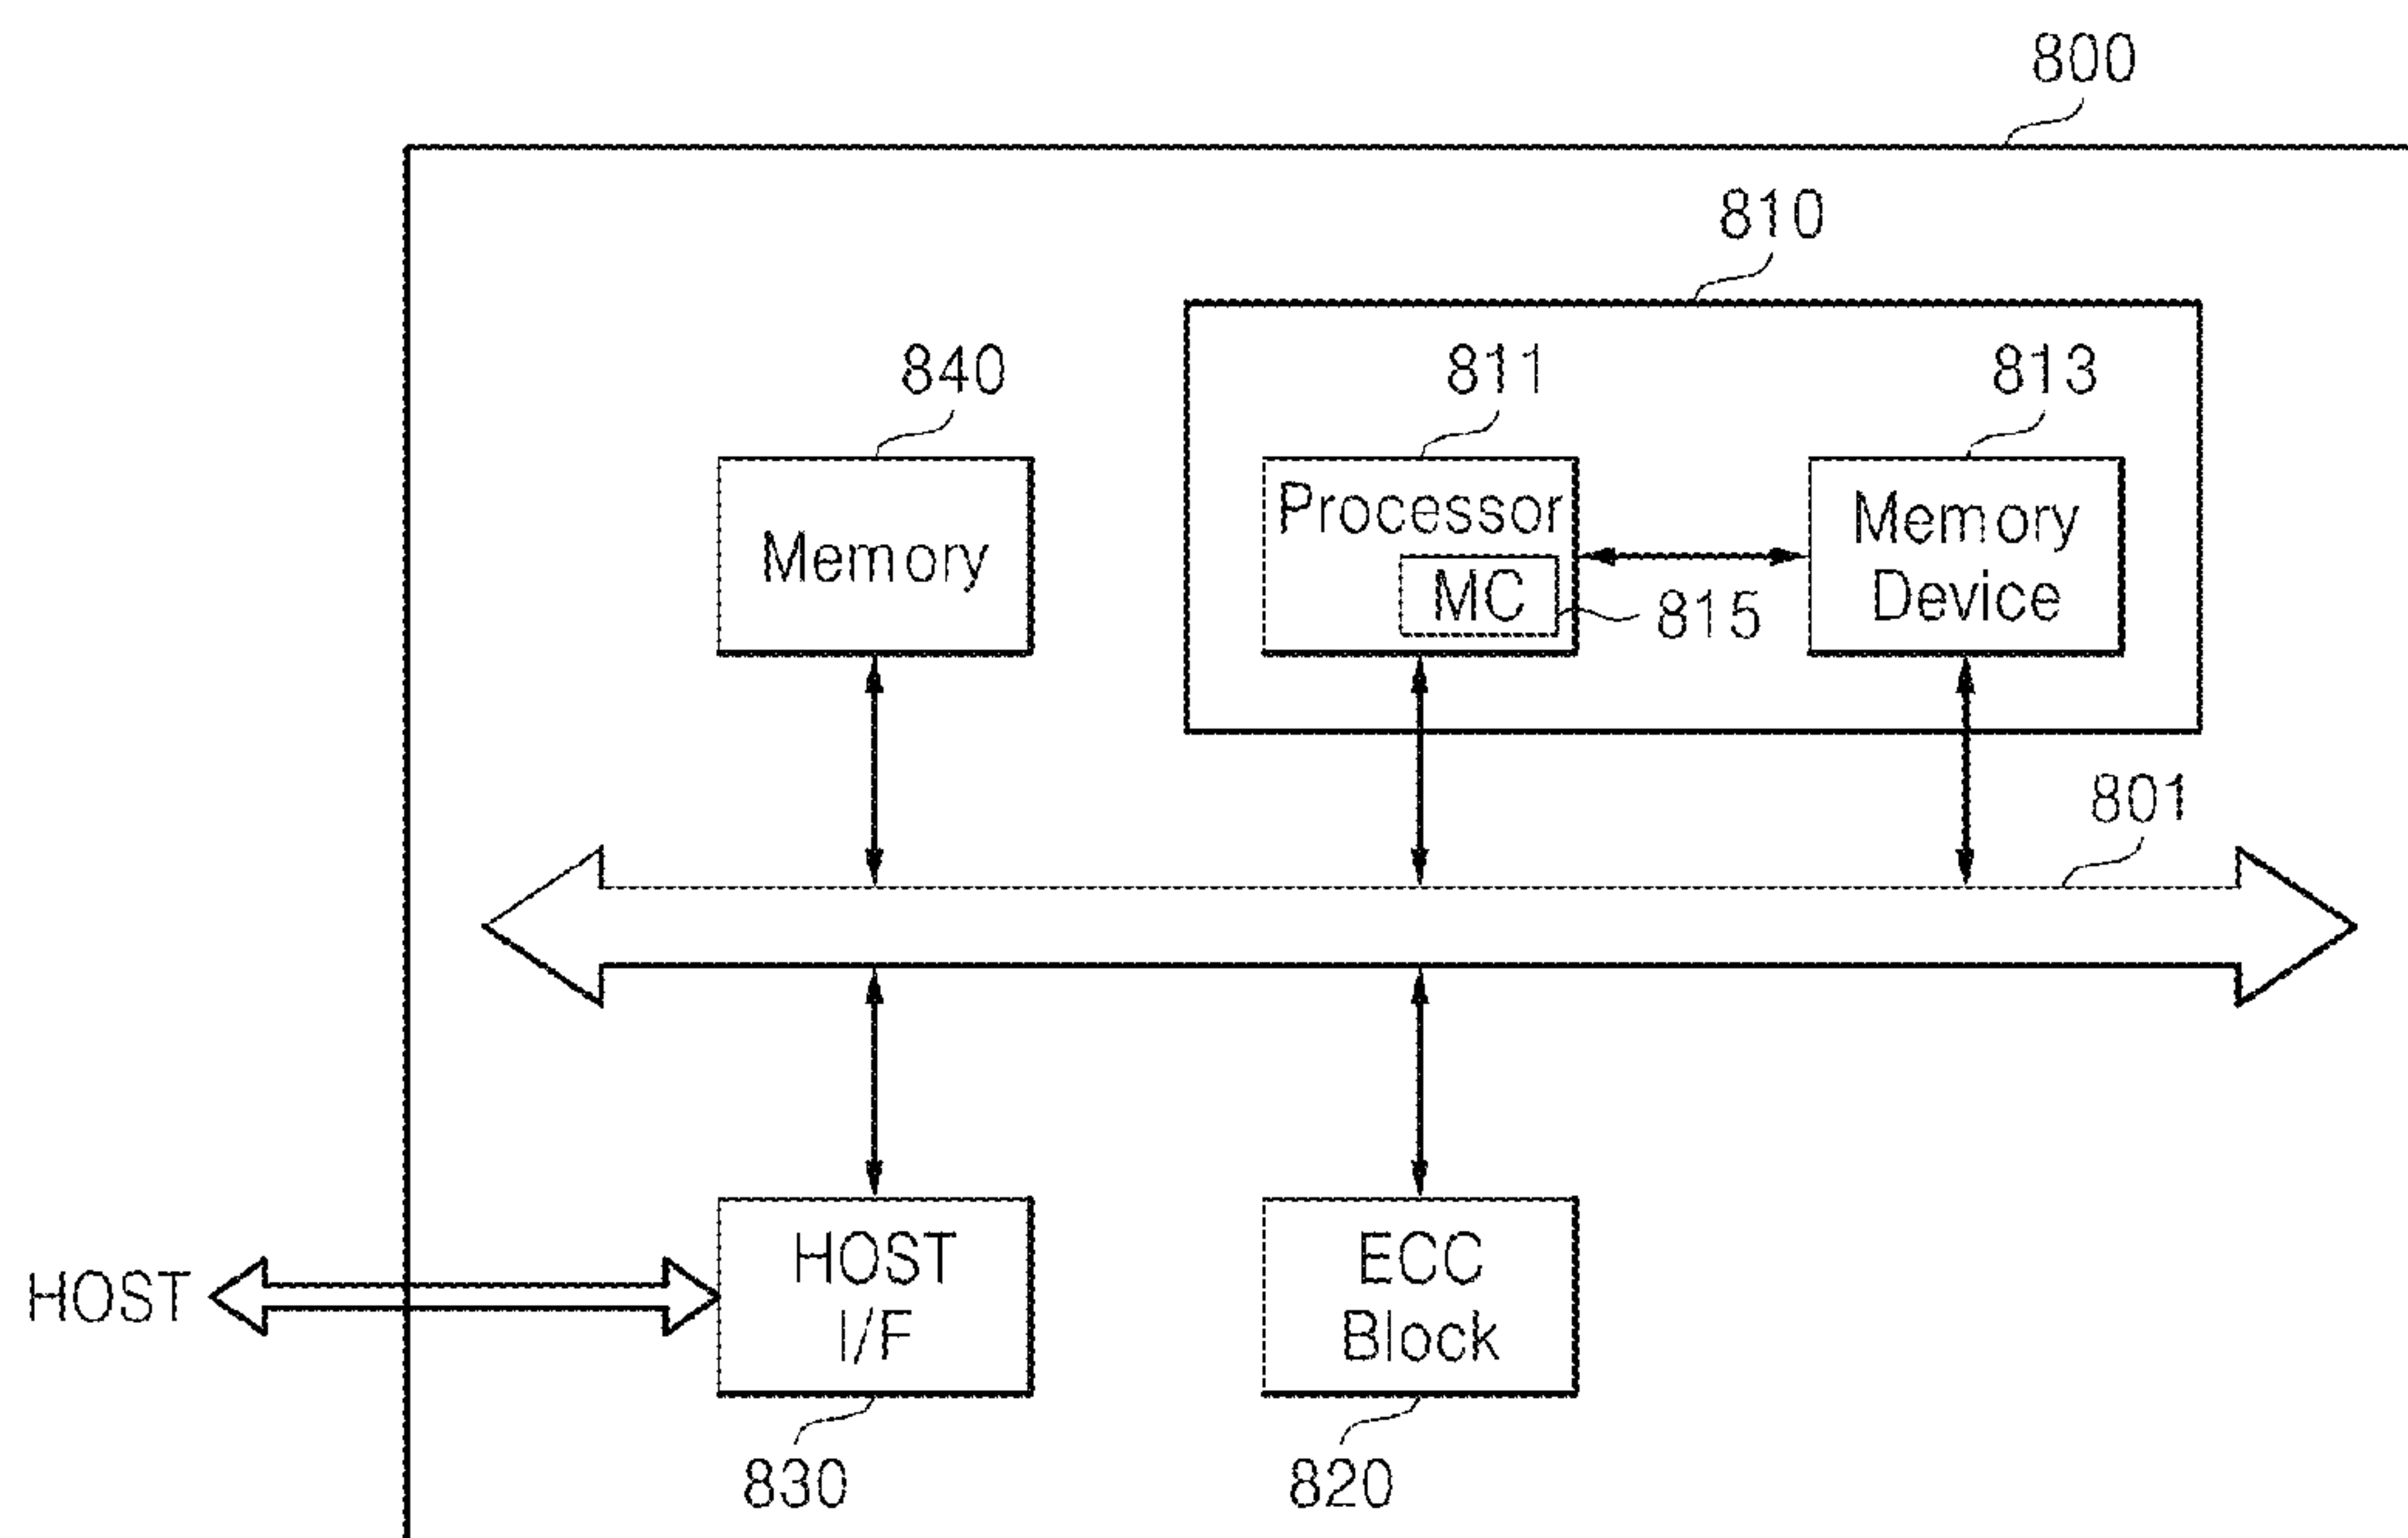 800
810
840
811
813
Memory
Processor
MC
815
Memory
Device
801
HOST
HOST
I/F
ECC
Block
830
820